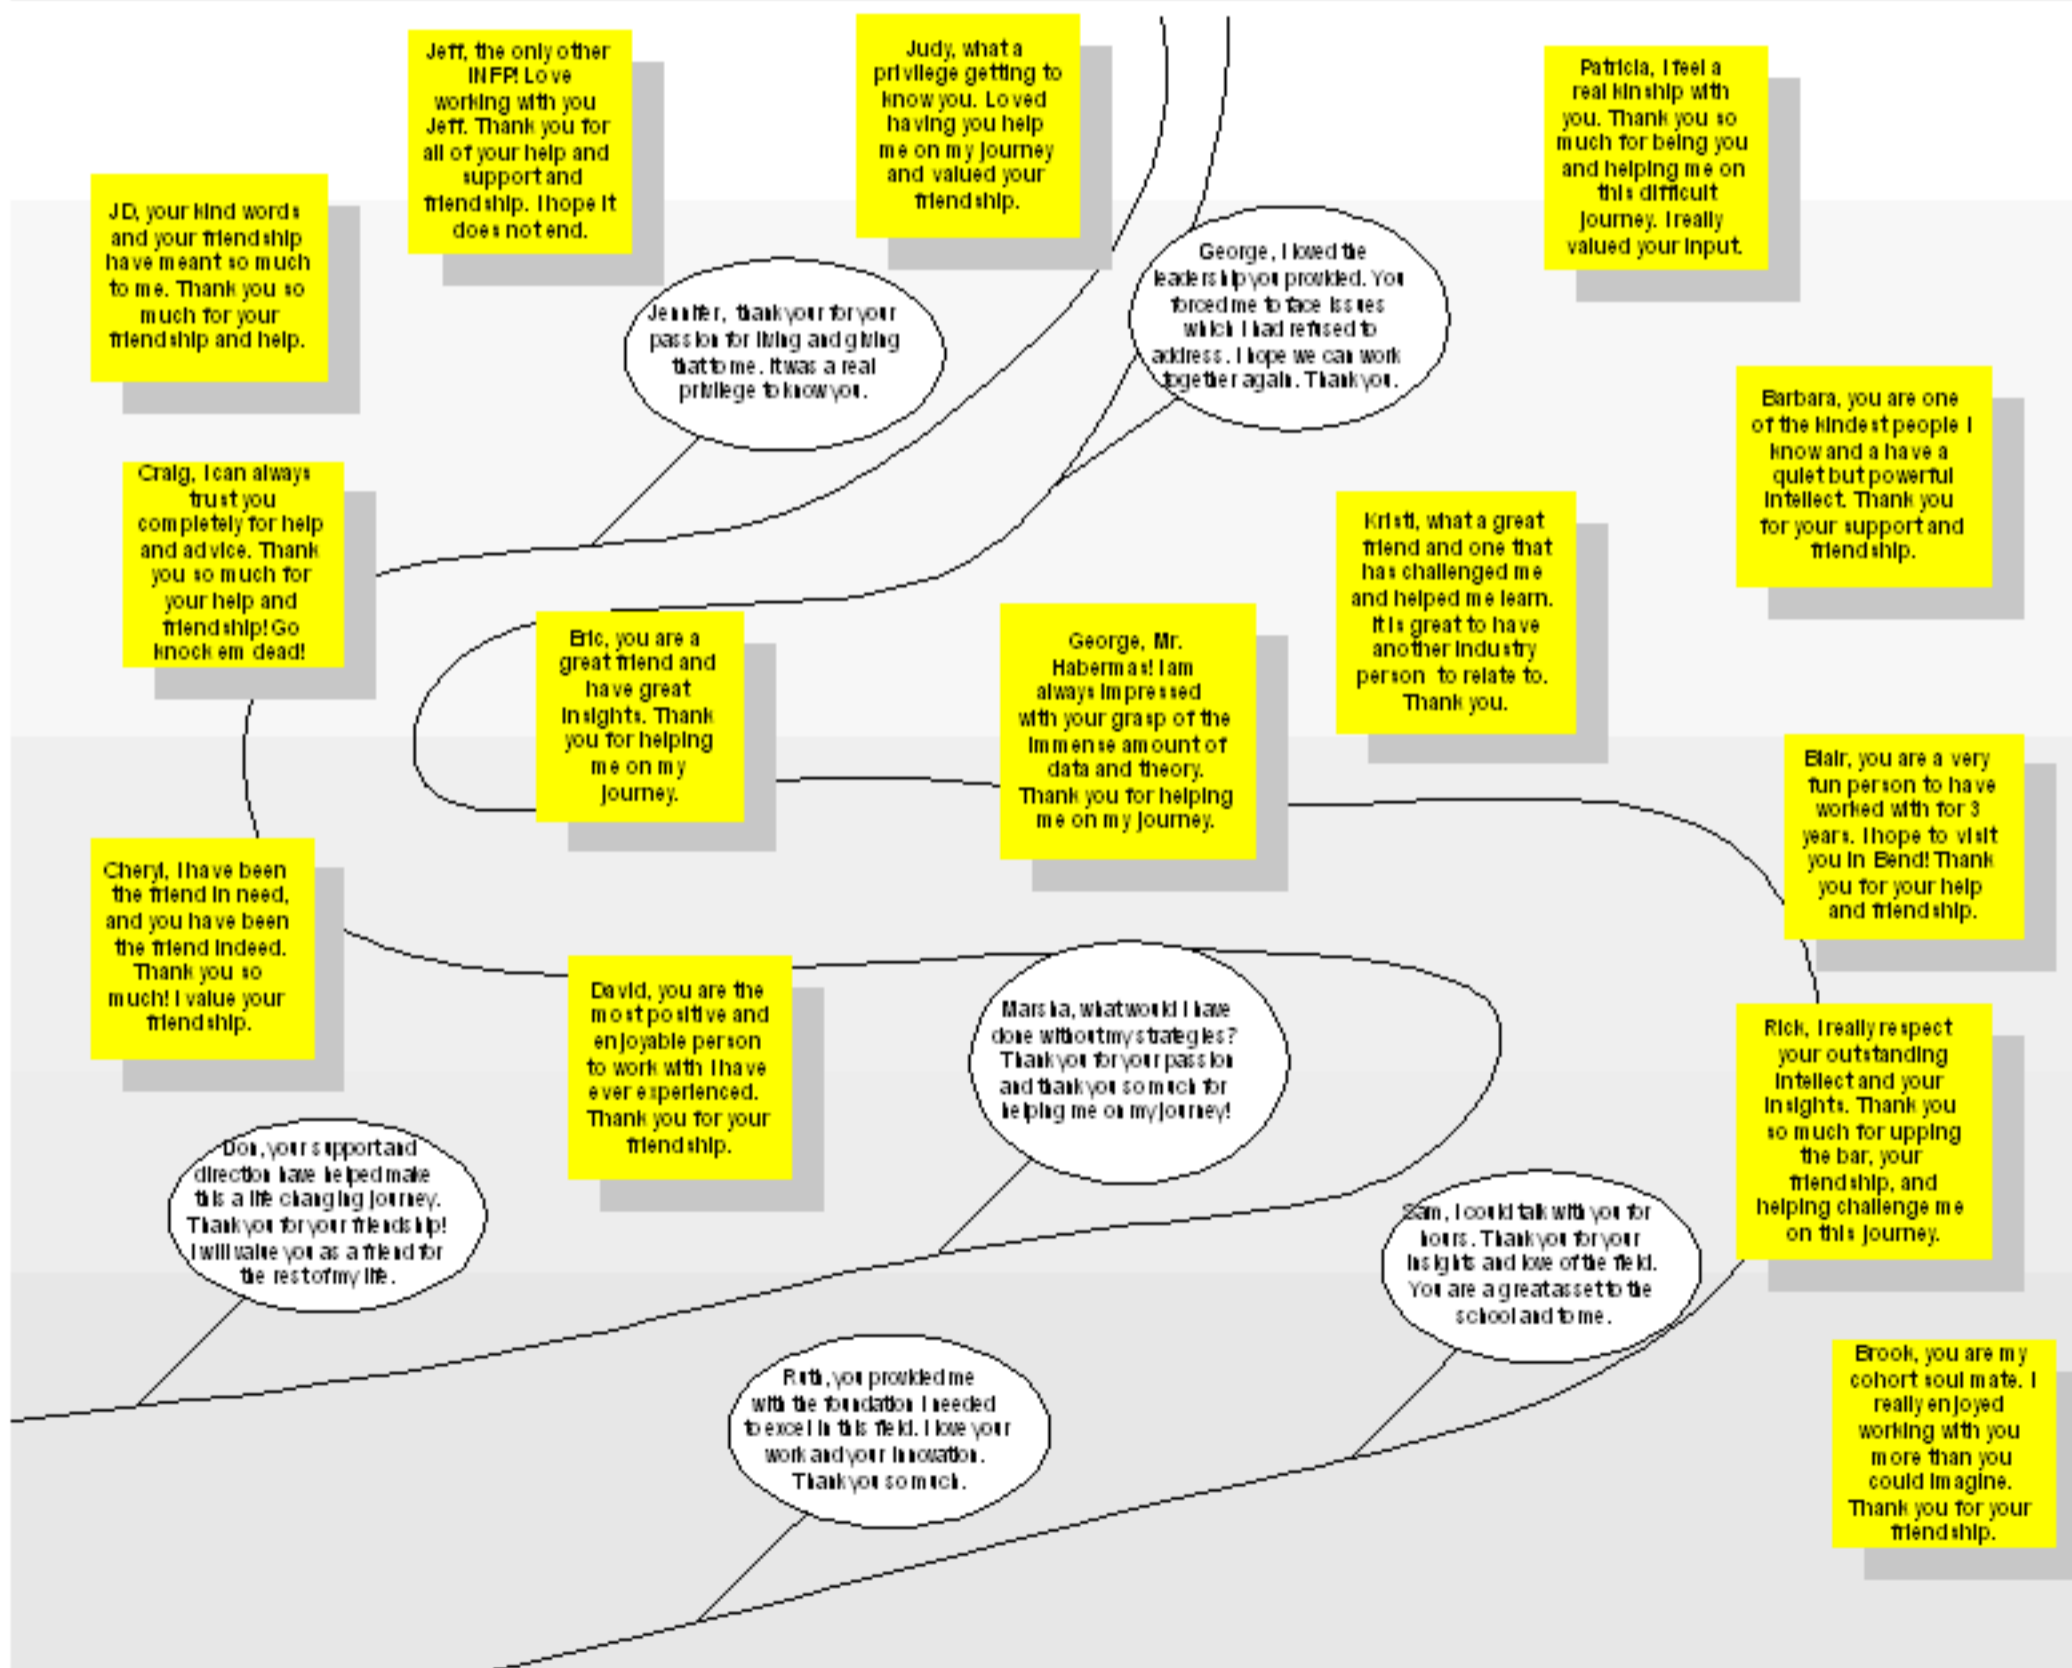 Jeff, the only other
INFP! Love
working with you
Jeff. Thank you for
all of your help and
support and
friendship. I hope it
does not end.
Judy, what a
privilege getting to
know you. Loved
having you help
me on my journey
and valued your
friendship.
Patricia, I feel a
real kinship with
you. Thank you so
much for being you
and helping me on
this difficult
journey. I really
valued your input.
JD, your kind words
and your friendship
have meant so much
to me. Thank you so
much for your
friendship and help.
George, I loved the
leadership you provided. You
forced me to face issues
which I had refused to
address. I hope we can work
together again. Thank you.
Jennifer, thank your for your
passion for living and giving
that to me. It was a real
privilege to know you.
Barbara, you are one
of the kindest people I
know and a have a
quiet but powerful
intellect. Thank you
for your support and
friendship.
Craig, I can always
trust you
completely for help
and advice. Thank
you so much for
your help and
friendship! Go
knock em dead!
Kristi, what a great
friend and one that
has challenged me
and helped me learn.
It is great to have
another industry
person to relate to.
Thank you.
Eric, you are a
great friend and
have great
insights. Thank
you for helping
me on my
journey.
George, Mr.
Habermas! I am
always impressed
with your grasp of the
immense amount of
data and theory.
Thank you for helping
me on my journey.
Blair, you are a very
fun person to have
worked with for 3
years. I hope to visit
you in Bend! Thank
you for your help
and friendship.
Cheryl, I have been
the friend in need,
and you have been
the friend indeed.
Thank you so
much! I value your
friendship.
David, you are the
most positive and
enjoyable person
to work with I have
ever experienced.
Thank you for your
friendship.
Marsha, what would I have
done without my strategies?
Thank you for your passion
and thank you so much for
helping me on my journey!
Rick, I really respect
your outstanding
intellect and your
insights. Thank you
so much for upping
the bar, your
friendship, and
helping challenge me
on this journey.
Don, your support and
direction have helped make
this a life changing journey.
Thank you for your friendship!
I will value you as a friend for
the rest of my life.
Sam, I could talk with you for
hours. Thank you for your
insights and love of the field.
You are a great asset to the
school and to me.
Ruth, you provided me
with the foundation I needed
to excel in this field. I love your
work and your innovation.
Thank you so much.
Brook, you are my
cohort soul mate. I
really enjoyed
working with you
more than you
could imagine.
Thank you for your
friendship.